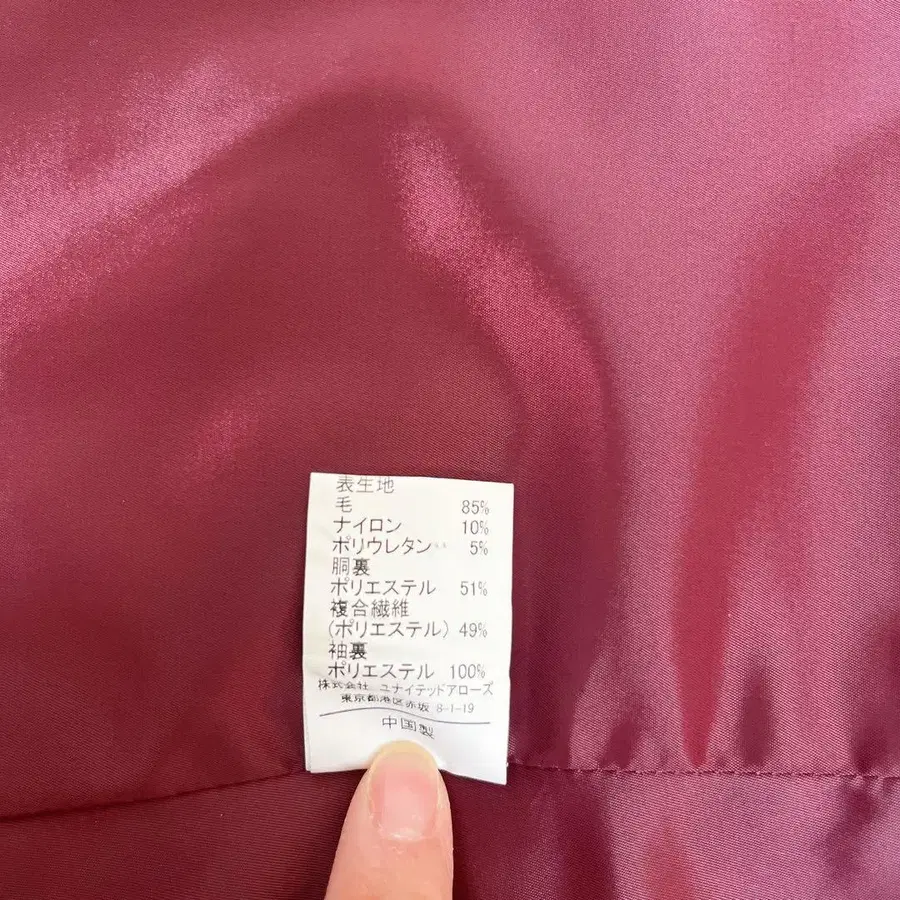 表生地
毛 85%
ナイロン 10%
ポリウレタン 5%
胴裏
ポリエステル 51%
複合繊維
(ポリエステル) 49%
袖裏
ポリエステル 100%
株式会社 ユナイテッドアローズ
東京都港区赤坂 8-1-19
中国製